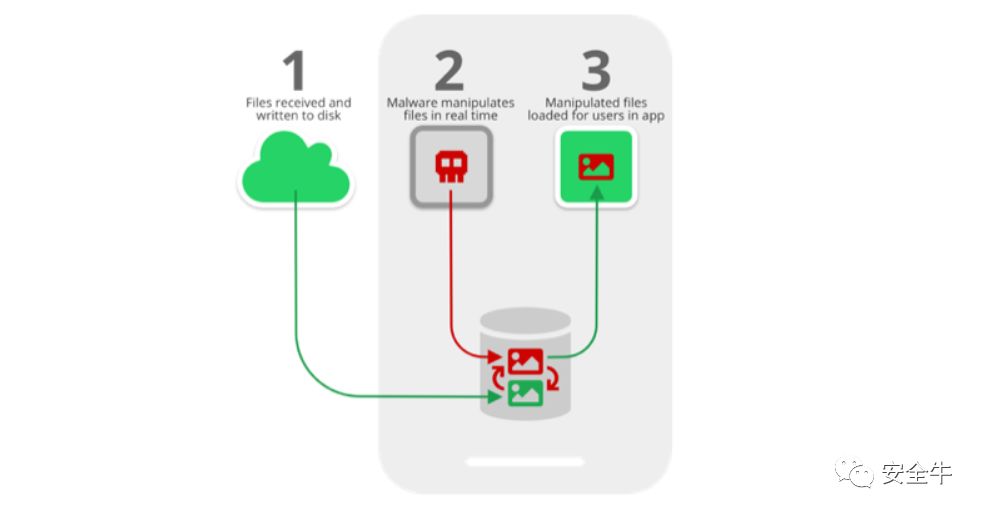 1
Files received and
written to disk
2
Malware manipulates
files in real time
3
Manipulated files
loaded for users in app
安全牛